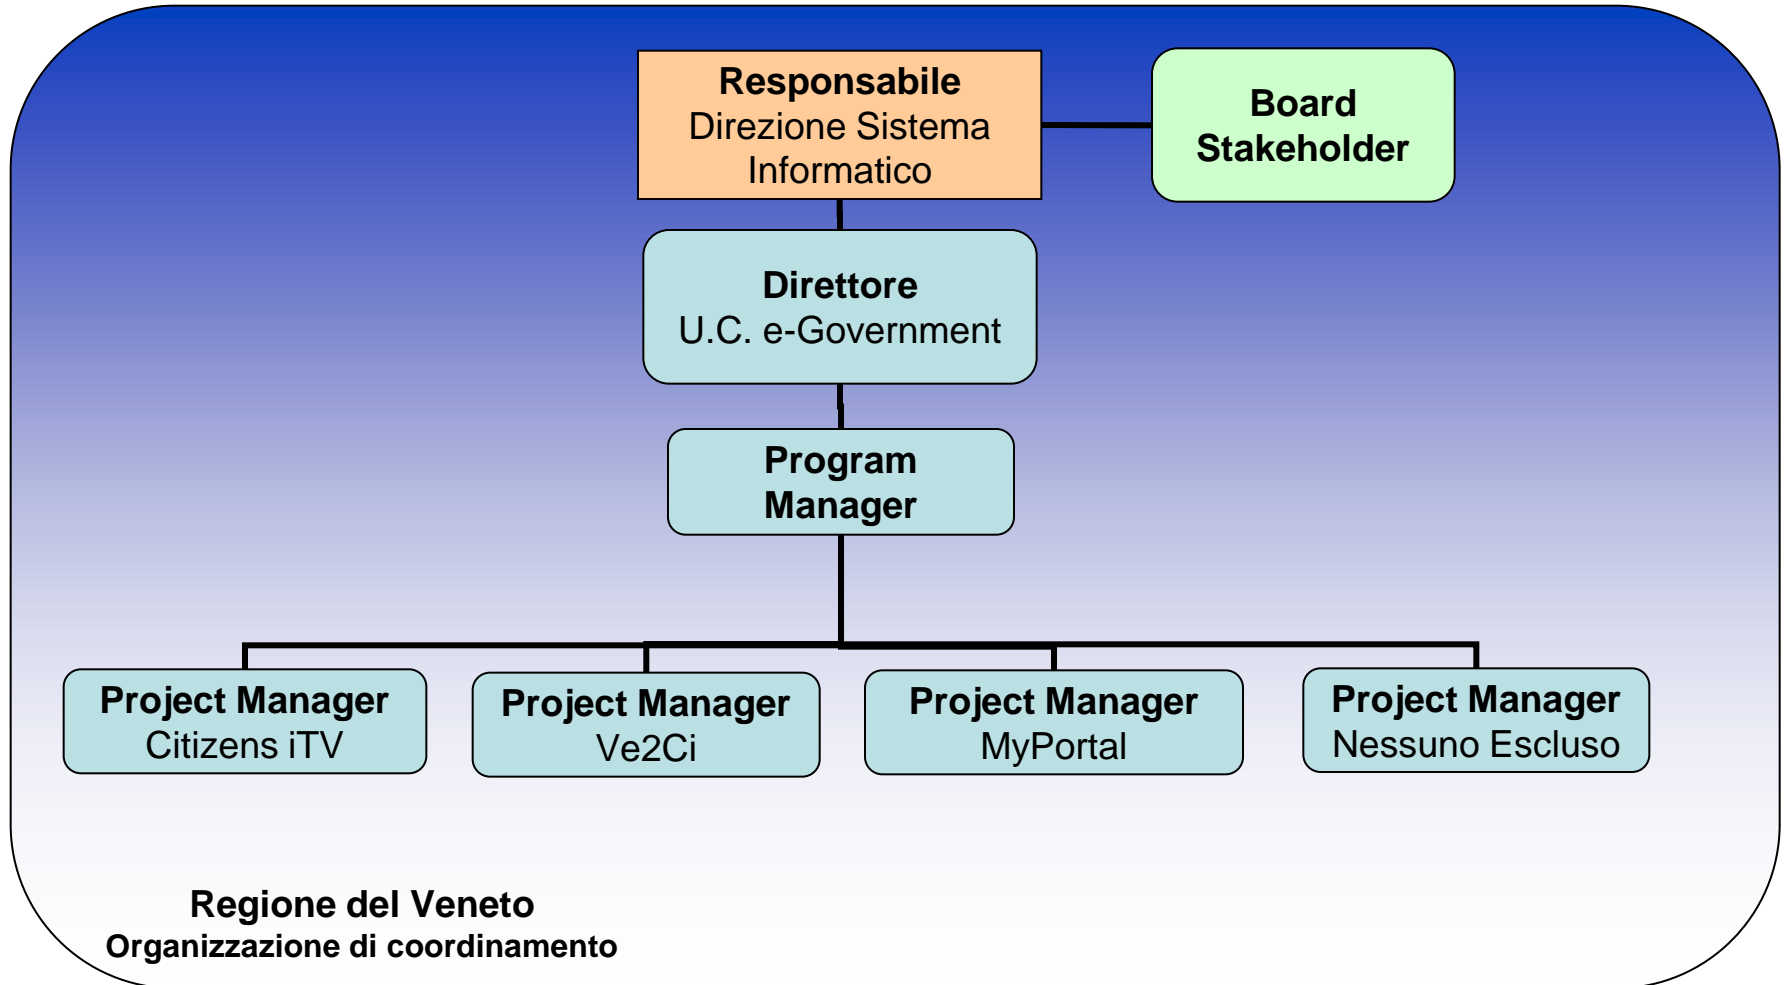 Responsabile
Direzione Sistema
Informatico
Board
Stakeholder
Direttore
U.C. e-Government
Program
Manager
Project Manager
Citizens iTV
Project Manager
Ve2Ci
Project Manager
MyPortal
Project Manager
Nessuno Escluso
Regione del Veneto
Organizzazione di coordinamento